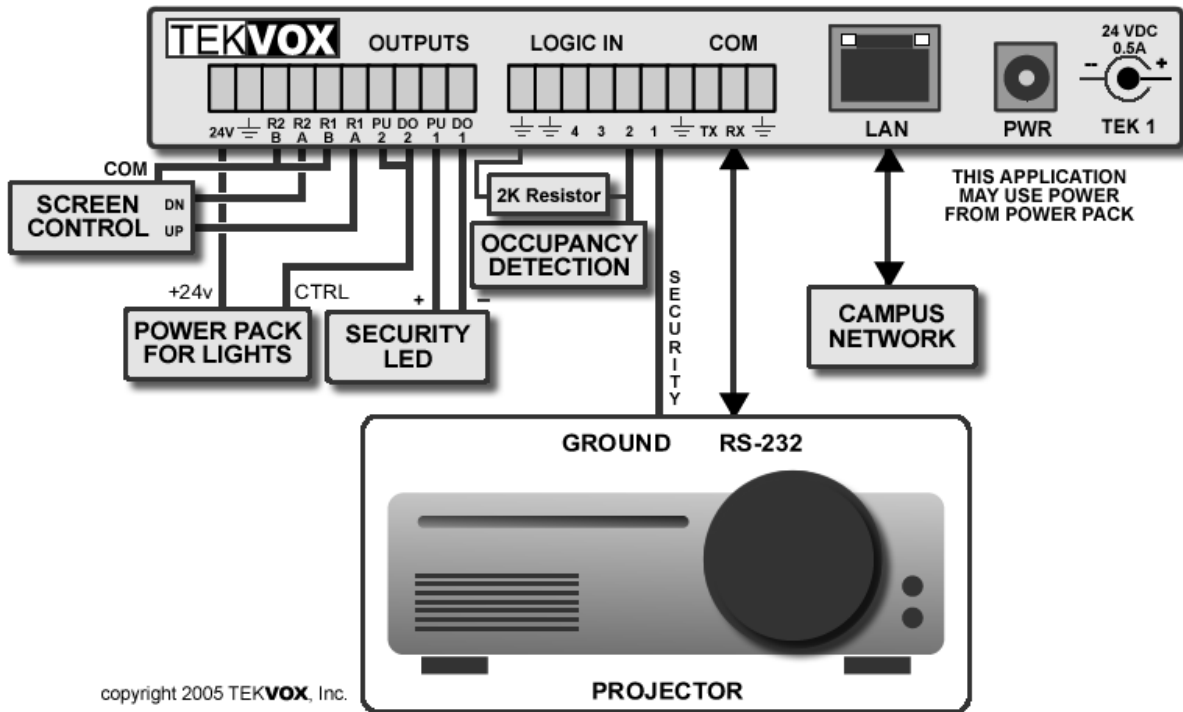 TEKVOX OUTPUTS LOGIC IN COM
24 VDC
0.5A
-- +
24V R2 B R2 A R1 B R1 A PU 2 DO 2 PU 1 DO 1
4 3 2 1 TX RX
LAN PWR TEK 1
THIS APPLICATION
MAY USE POWER
FROM POWER PACK
COM
SCREEN
CONTROL
DN
UP
2K Resistor
OCCUPANCY
DETECTION
+24v CTRL
POWER PACK
FOR LIGHTS
+ –
SECURITY
LED
SECURITY
CAMPUS
NETWORK
GROUND RS-232
PROJECTOR
copyright 2005 TEKVOX, Inc.